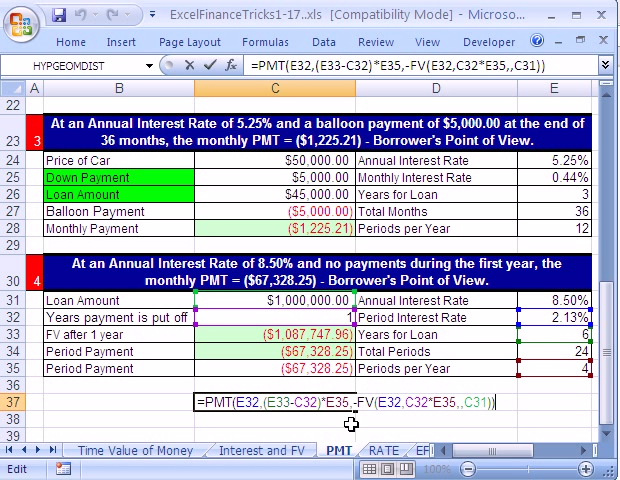 ExcelFinanceTricks1-17..xls [Compatibility Mode] - Microso...
Home Insert Page Layout Formulas Data Review View Developer
HYPGEOMDIST fx =PMT(E32,(E33-C32)*E35,-FV(E32,C32*E35,,C31))
A B C D E
22
23 3 At an Annual Interest Rate of 5.25% and a balloon payment of $5,000.00 at the end of
36 months, the monthly PMT = ($1,225.21) - Borrower's Point of View.
24 Price of Car $50,000.00 Annual Interest Rate 5.25%
25 Down Payment $5,000.00 Monthly Interest Rate 0.44%
26 Loan Amount $45,000.00 Years for Loan 3
27 Balloon Payment ($5,000.00) Total Months 36
28 Monthly Payment ($1,225.21) Periods per Year 12
29
30 4 At an Annual Interest Rate of 8.50% and no payments during the first year, the
monthly PMT = ($67,328.25) - Borrower's Point of View.
31 Loan Amount $1,000,000.00 Annual Interest Rate 8.50%
32 Years payment is put off 1 Period Interest Rate 2.13%
33 FV after 1 year ($1,087,747.96) Years for Loan 6
34 Period Payment ($67,328.25) Total Periods 24
35 Period Payment ($67,328.25) Periods per Year 4
36
37 =PMT(E32,(E33-C32)*E35,-FV(E32,C32*E35,,C31))
38
39
Time Value of Money Interest and FV PMT RATE EF
Edit 100%